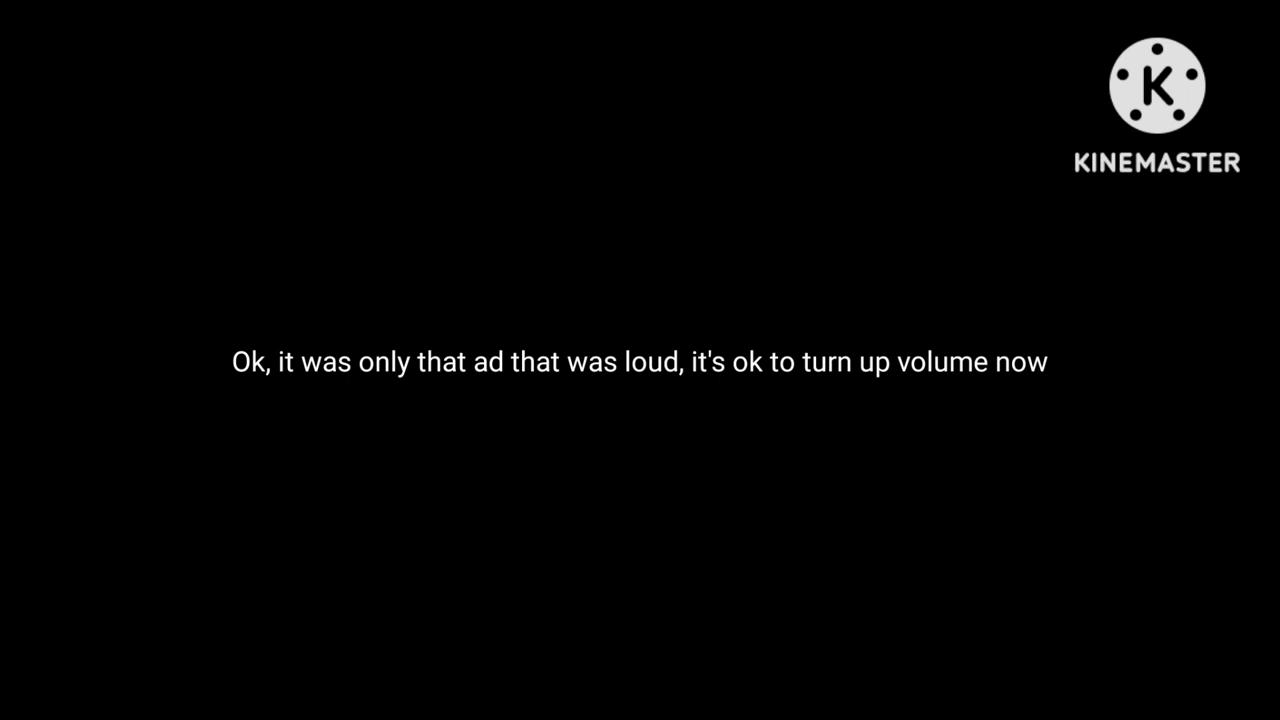 K
KINEMASTER
Ok, it was only that ad that was loud, it's ok to turn up volume now